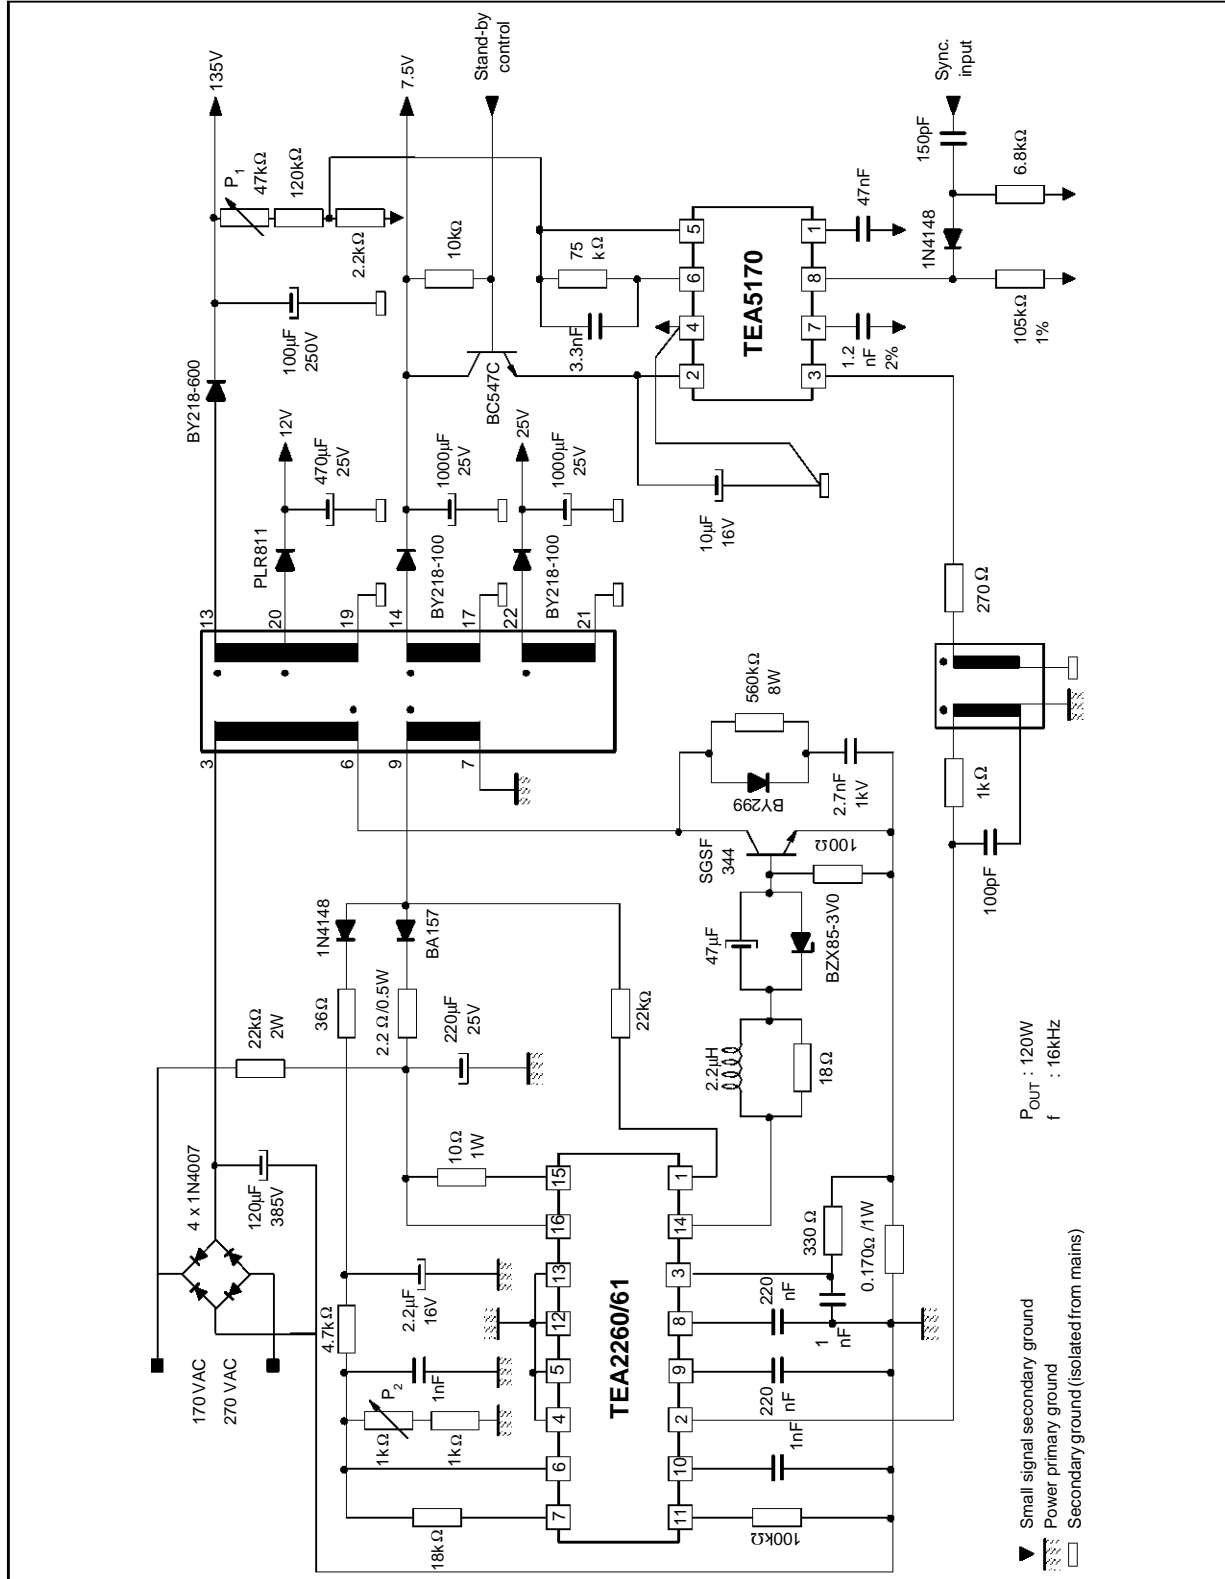 170 VAC
270 VAC
4 x 1N4007
120µF
385V
22kΩ
2W
36Ω
1N4148
2.2 Ω/0.5W
BA157
220µF
25V
10Ω
1W
22kΩ
4.7kΩ
2.2µF
16V
1nF
P2
1kΩ
1kΩ
18kΩ
15
16
13
12
5
4
6
7
TEA2260/61
1
14
3
8
9
2
10
11
100kΩ
1nF
220
nF
220
nF
1
nF
330 Ω
0.170Ω /1W
2.2µH
18Ω
47µF
BZX85-3V0
SGSF
344
100Ω
BY299
560kΩ
8W
2.7nF
1kV
3
6
9
7
13
20
19
14
17
22
21
BY218-600
PLR811
BY218-100
BY218-100
100µF
250V
12V
470µF
25V
1000µF
25V
25V
1000µF
25V
135V
P1
47kΩ
120kΩ
2.2kΩ
7.5V
10kΩ
BC547C
Stand-by
control
75
kΩ
3.3nF
10µF
16V
5
6
4
2
TEA5170
1
8
7
3
47nF
1.2
nF
2%
1N4148
150pF
Sync.
input
6.8kΩ
105kΩ
1%
270 Ω
1kΩ
100pF
POUT : 120W
f : 16kHz
Small signal secondary ground
Power primary ground
Secondary ground (isolated from mains)